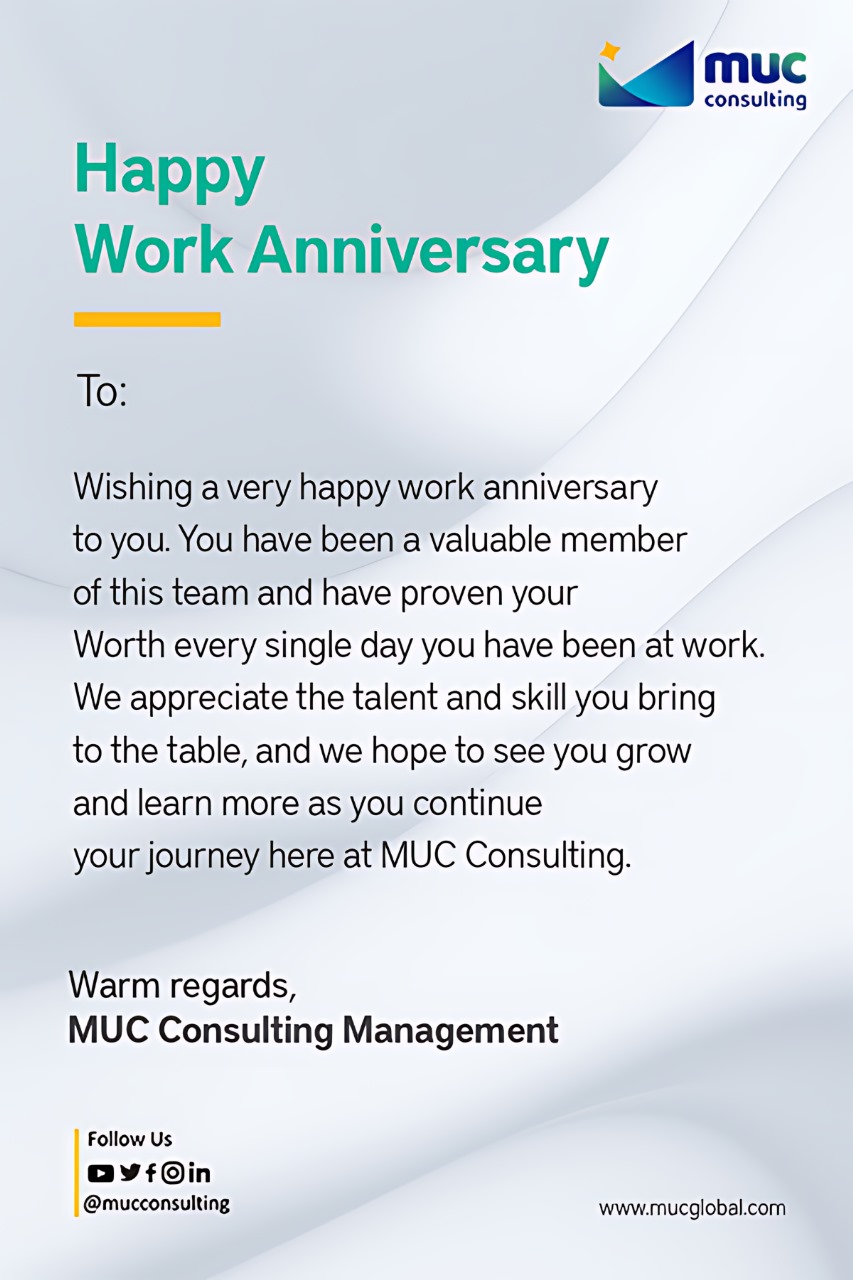 muc
consulting
Happy
Work Anniversary
To:
Wishing a very happy work anniversary
to you. You have been a valuable member
of this team and have proven your
Worth every single day you have been at work.
We appreciate the talent and skill you bring
to the table, and we hope to see you grow
and learn more as you continue
your journey here at MUC Consulting.
Warm regards,
MUC Consulting Management
Follow Us
@mucconsulting
www.mucglobal.com